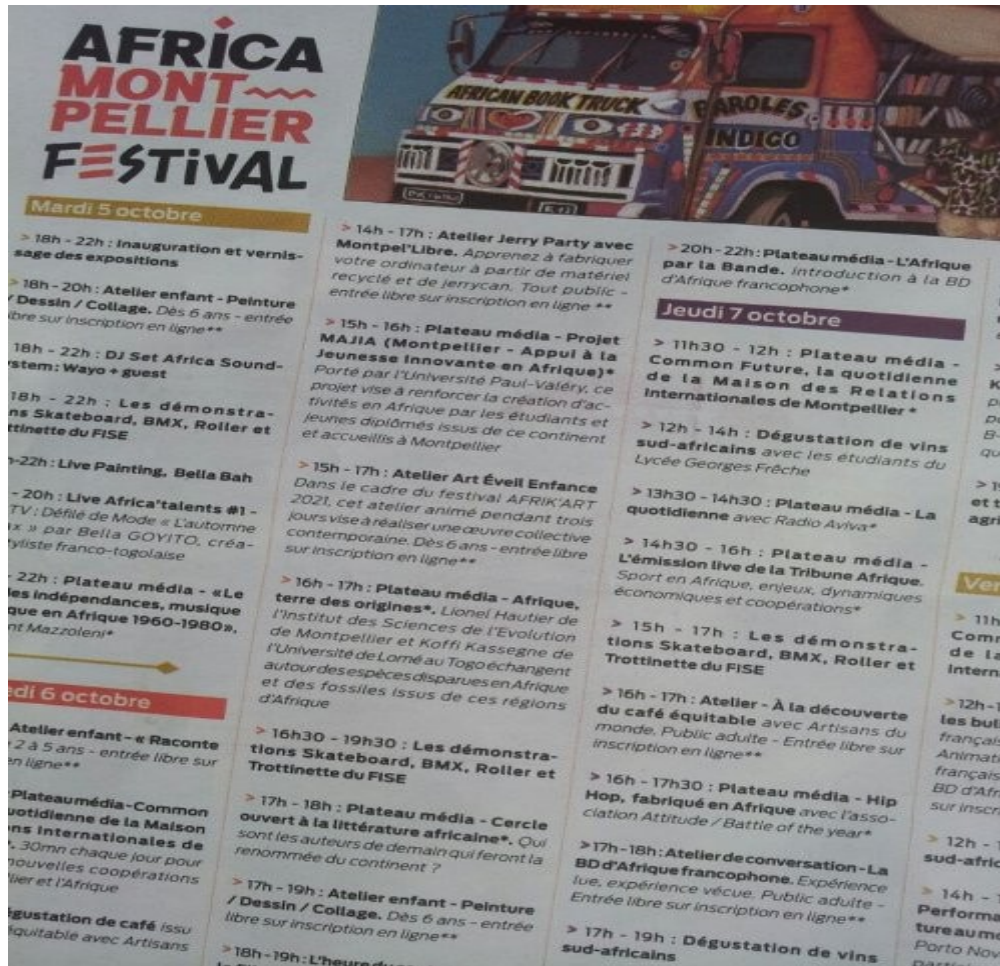 AFRICA
MONT
PELLIER
FESTiVAL
AFRICAN BOOK TRUCK
PAROLES
INDIGO
Mardi 5 octobre
> 18h - 22h : Inauguration et vernis-
sage des expositions
> 18h - 20h : Atelier enfant - Peinture
/ Dessin / Collage. Dès 6 ans - entrée
libre sur inscription en ligne**
18h - 22h : DJ Set Africa Sound-
ystem : Wayo + guest
18h - 22h : Les démonstra-
ns Skateboard, BMX, Roller et
ttinette du FISE
-22h : Live Painting, Bella Bah
- 20h : Live Africa'talents #1 -
TV : Défilé de Mode « L'automne
x » par Bella GOYITO, créa-
tyliste franco-togolaise
- 22h : Plateau média - «Le
es indépendances, musique
que en Afrique 1960-1980»,
nt Mazzoleni*
edi 6 octobre
Atelier enfant - « Raconte
2 à 5 ans - entrée libre sur
en ligne**
Plateau média - Common
uotidienne de la Maison
ns Internationales de
*. 30mn chaque jour pour
nouvelles coopérations
llier et l'Afrique
égustation de café issu
équitable avec Artisans
> 14h - 17h : Atelier Jerry Party avec
Montpel'Libre. Apprenez à fabriquer
votre ordinateur à partir de matériel
recyclé et de jerrycan. Tout public -
entrée libre sur inscription en ligne **
> 15h - 16h : Plateau média - Projet
MAJIA (Montpellier - Appui à la
Jeunesse Innovante en Afrique)*
Porté par l'Université Paul-Valéry, ce
projet vise à renforcer la création d'ac-
tivités en Afrique par les étudiants et
jeunes diplômés issus de ce continent
et accueillis à Montpellier
> 15h - 17h : Atelier Art Éveil Enfance
Dans le cadre du festival AFRIK'ART
2021, cet atelier animé pendant trois
jours vise à réaliser une œuvre collective
contemporaine. Dès 6 ans - entrée libre
sur inscription en ligne**
> 16h - 17h : Plateau média - Afrique,
terre des origines*. Lionel Hautier de
l'Institut des Sciences de l'Evolution
de Montpellier et Koffi Kassegne de
l'Université de Lomé au Togo échangent
autour des espèces disparues en Afrique
et des fossiles issus de ces régions
d'Afrique
> 16h30 - 19h30 : Les démonstra-
tions Skateboard, BMX, Roller et
Trottinette du FISE
> 17h - 18h : Plateau média - Cercle
ouvert à la littérature africaine*. Qui
sont les auteurs de demain qui feront la
renommée du continent ?
> 17h - 19h : Atelier enfant - Peinture
/ Dessin / Collage. Dès 6 ans - entrée
libre sur inscription en ligne**
> 18h - 19h : L'heure du
> 20h - 22h : Plateau média - L'Afrique
par la Bande. Introduction à la BD
d'Afrique francophone*
Jeudi 7 octobre
> 11h30 - 12h : Plateau média -
Common Future, la quotidienne
de la Maison des Relations
Internationales de Montpellier *
> 12h - 14h : Dégustation de vins
sud-africains avec les étudiants du
Lycée Georges Frêche
> 13h30 - 14h30 : Plateau média - La
quotidienne avec Radio Aviva*
> 14h30 - 16h : Plateau média -
L'émission live de la Tribune Afrique.
Sport en Afrique, enjeux, dynamiques
économiques et coopérations*
> 15h - 17h : Les démonstra-
tions Skateboard, BMX, Roller et
Trottinette du FISE
> 16h - 17h : Atelier - À la découverte
du café équitable avec Artisans du
monde. Public adulte - Entrée libre sur
inscription en ligne**
> 16h - 17h30 : Plateau média - Hip
Hop, fabriqué en Afrique avec l'asso-
ciation Attitude / Battle of the year*
> 17h - 18h : Atelier de conversation - La
BD d'Afrique francophone. Expérience
lue, expérience vécue. Public adulte -
Entrée libre sur inscription en ligne**
> 17h - 19h : Dégustation de vins
sud-africains
et t
agri
Ven
> 11h
Comm
de la
Intern
> 12h - 1
les bul
français
Animati
français
BD d'Afr
sur inscr
> 12h - 1
sud-afric
> 14h -
Performa
ture au mo
Porto Nov